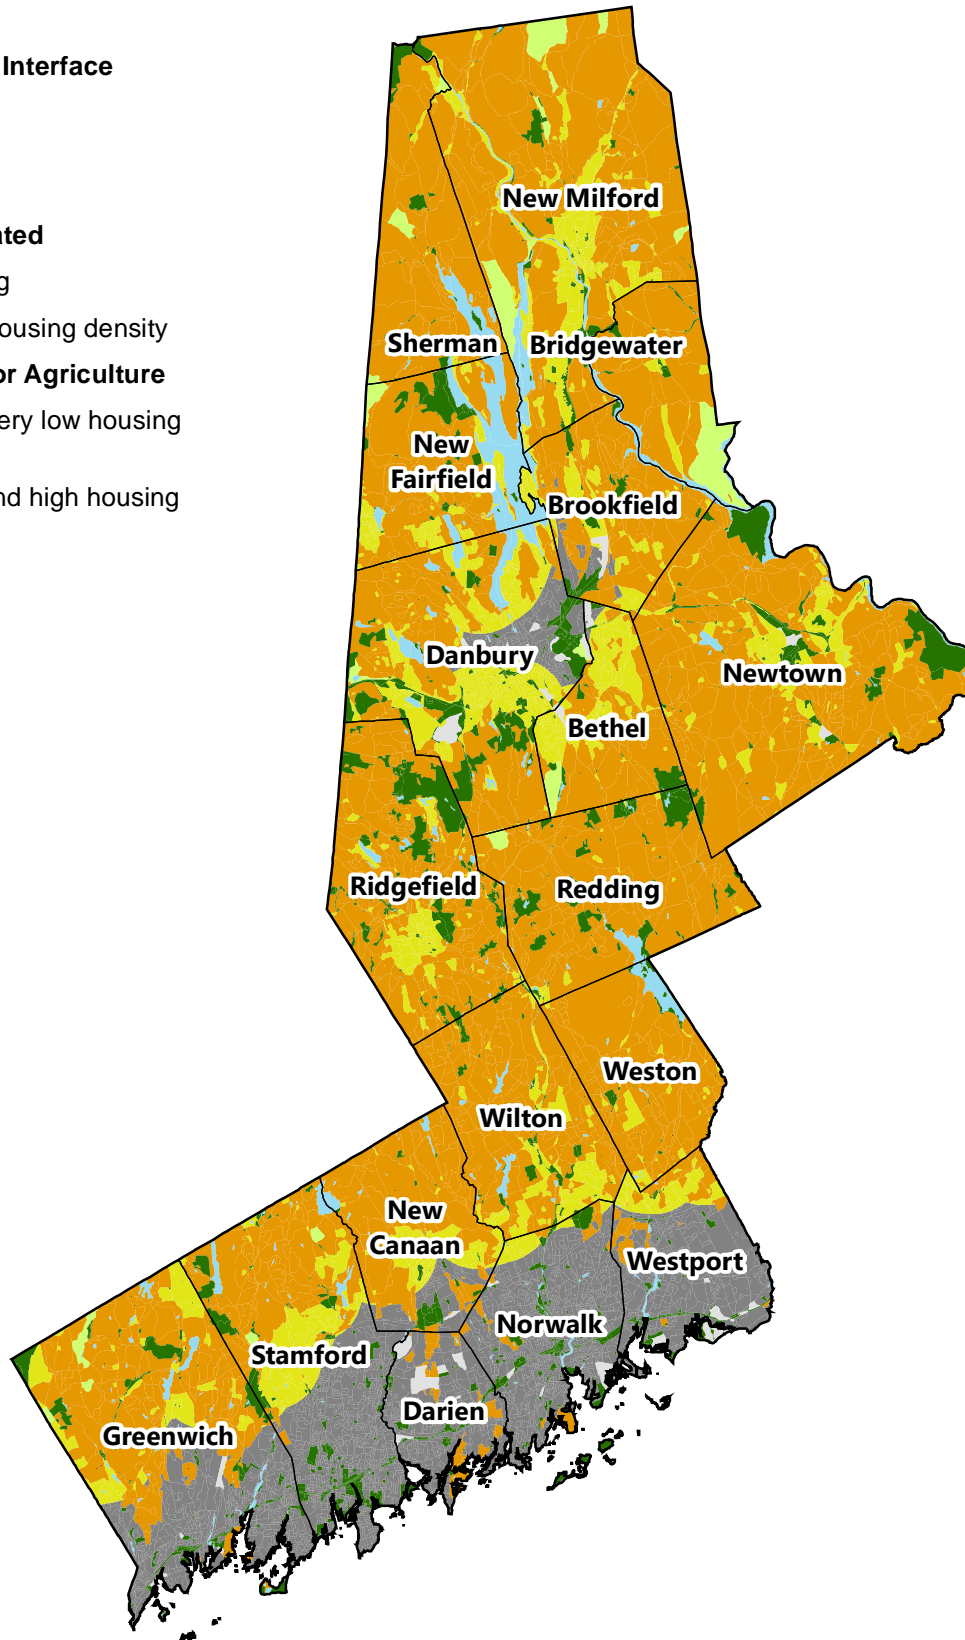 Interface
ated
g
ousing density
or Agriculture
ery low housing
nd high housing
New Milford
Sherman
Bridgewater
New
Fairfield
Brookfield
Danbury
Newtown
Bethel
Ridgefield
Redding
Weston
Wilton
New
Canaan
Westport
Norwalk
Stamford
Darien
Greenwich